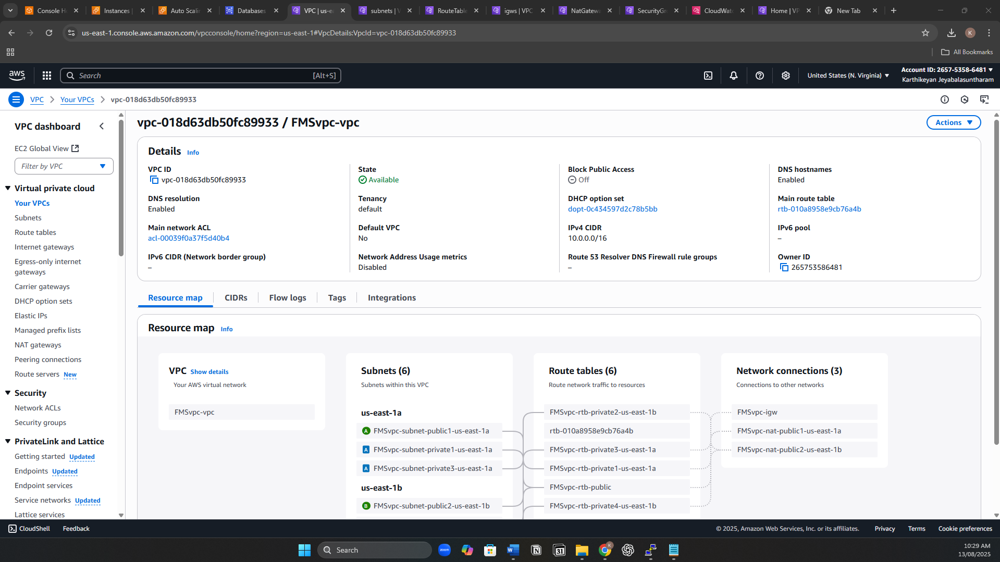 Console H
Instances |
Auto Scalin
Databases
VPC | us-ea
subnets | V
RouteTable
igws | VPC
NatGatewa
SecurityGr
CloudWat
Home | VP
New Tab
us-east-1.console.aws.amazon.com/vpcconsole/home?region=us-east-1#VpcDetails:VpcId=vpc-018d63db50fc89933
K
All Bookmarks
aws
Search
[Alt+S]
United States (N. Virginia)
Account ID: 2657-5358-6481
Karthikeyan Jeyabalasuntharam
VPC
Your VPCs
vpc-018d63db50fc89933
VPC dashboard
EC2 Global View
Filter by VPC
Virtual private cloud
Your VPCs
Subnets
Route tables
Internet gateways
Egress-only internet
gateways
Carrier gateways
DHCP option sets
Elastic IPs
Managed prefix lists
NAT gateways
Peering connections
Route servers New
Security
Network ACLs
Security groups
PrivateLink and Lattice
Getting started Updated
Endpoints Updated
Endpoint services
Service networks Updated
Lattice services
vpc-018d63db50fc89933 / FMSvpc-vpc
Actions
Details Info
VPC ID
vpc-018d63db50fc89933
State
Available
Block Public Access
Off
DNS hostnames
Enabled
DNS resolution
Enabled
Tenancy
default
DHCP option set
dopt-0c434597d2c78b5bb
Main route table
rtb-010a8958e9cb76a4b
Main network ACL
acl-00039f0a37f5d40b4
Default VPC
No
IPv4 CIDR
10.0.0.0/16
IPv6 pool
–
IPv6 CIDR (Network border group)
–
Network Address Usage metrics
Disabled
Route 53 Resolver DNS Firewall rule groups
–
Owner ID
265753586481
Resource map
CIDRs
Flow logs
Tags
Integrations
Resource map Info
VPC Show details
Your AWS virtual network
FMSvpc-vpc
Subnets (6)
Subnets within this VPC
us-east-1a
A FMSvpc-subnet-public1-us-east-1a
A FMSvpc-subnet-private1-us-east-1a
A FMSvpc-subnet-private3-us-east-1a
us-east-1b
B FMSvpc-subnet-public2-us-east-1b
Route tables (6)
Route network traffic to resources
FMSvpc-rtb-private2-us-east-1b
rtb-010a8958e9cb76a4b
FMSvpc-rtb-private3-us-east-1a
FMSvpc-rtb-private1-us-east-1a
FMSvpc-rtb-public
FMSvpc-rtb-private4-us-east-1b
Network connections (3)
Connections to other networks
FMSvpc-igw
FMSvpc-nat-public1-us-east-1a
FMSvpc-nat-public2-us-east-1b
CloudShell
Feedback
© 2025, Amazon Web Services, Inc. or its affiliates.
Privacy
Terms
Cookie preferences
Search
zoom
W
N
31
K
10:29 AM
13/08/2025